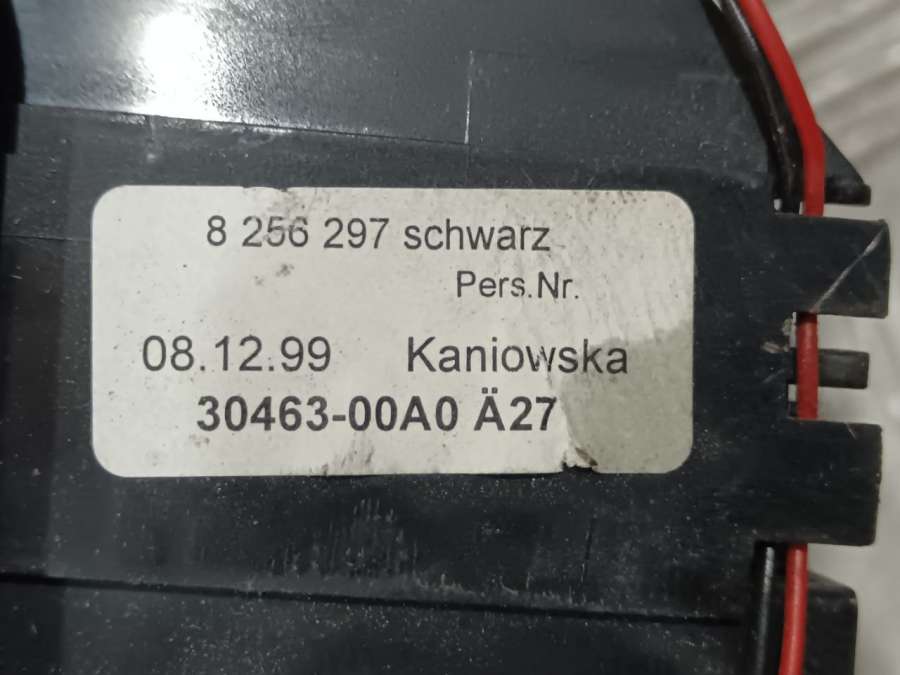 8 256 297 schwarz
Pers.Nr.
08.12.99 Kaniowska
30463-00A0 Ä27